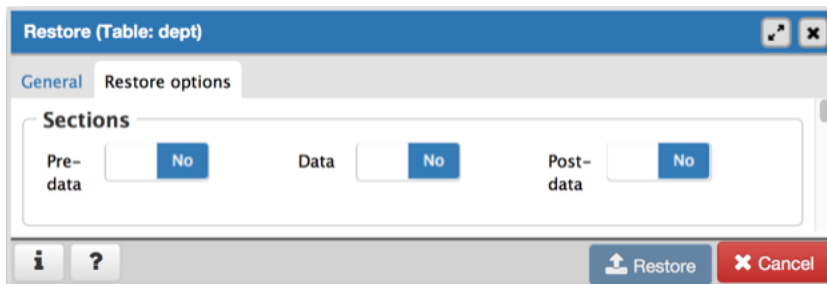 Restore (Table: dept)
General Restore options
Sections
Pre-
data
No
Data
No
Post-
data
No
i ? Restore Cancel